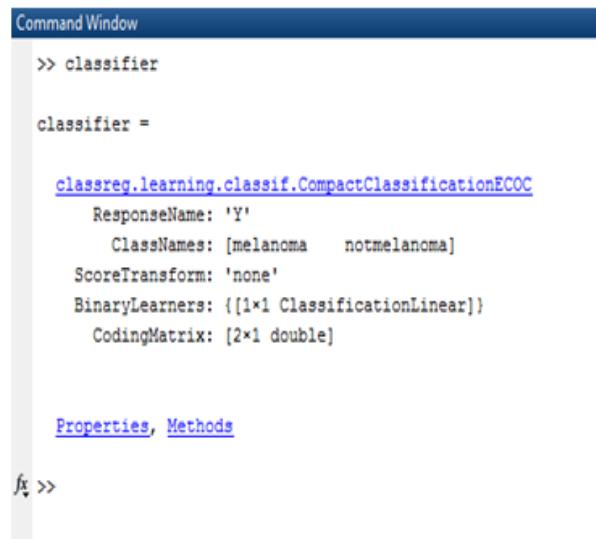 Command Window
>> classifier
classifier =
classreg.learning.classif.CompactClassificationECOC
ResponseName: 'Y'
ClassNames: [melanoma    notmelanoma]
ScoreTransform: 'none'
BinaryLearners: {[1×1 ClassificationLinear]}
CodingMatrix: [2×1 double]
Properties, Methods
fx >>